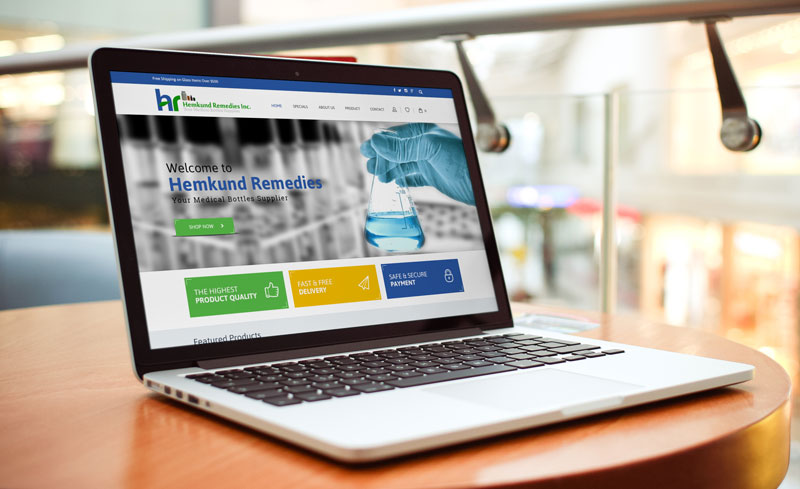 Free Shipping on Glass Items Over $500
hr
Hemkund Remedies Inc.
HOME SPECIALS ABOUT US PRODUCT CONTACT
Welcome to
Hemkund Remedies
Your Medical Bottles Supplier
SHOP NOW
THE HIGHEST
PRODUCT QUALITY
FAST & FREE
DELIVERY
SAFE & SECURE
PAYMENT
Featured Products